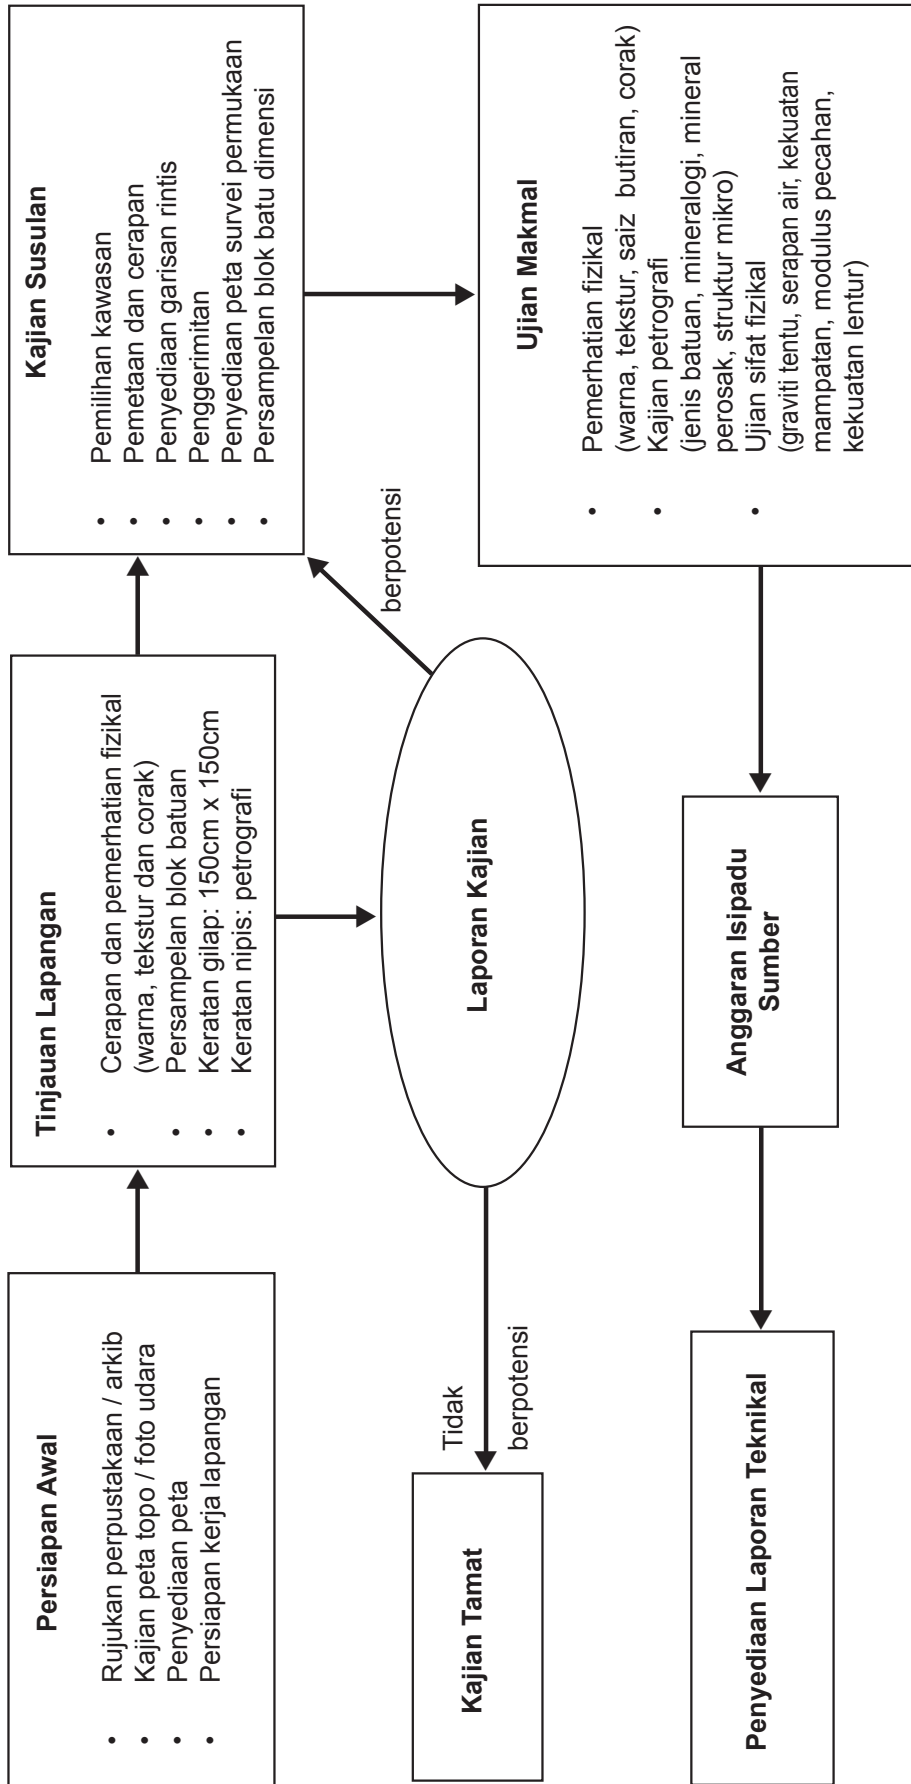 Persiapan Awal
• Rujukan perpustakaan / arkib
• Kajian peta topo / foto udara
• Penyediaan peta
• Persiapan kerja lapangan
Tinjauan Lapangan
• Cerapan dan pemerhatian fizikal
(warna, tekstur dan corak)
• Persampelan blok batuan
• Keratan gilap: 150cm x 150cm
• Keratan nipis: petrografi
Kajian Susulan
• Pemilihan kawasan
• Pemetaan dan cerapan
• Penyediaan garisan rintis
• Penggerimitan
• Penyediaan peta survei permukaan
• Persampelan blok batu dimensi
Kajian Tamat
Tidak
berpotensi
Laporan Kajian
berpotensi
Ujian Makmal
• Pemerhatian fizikal
(warna, tekstur, saiz butiran, corak)
• Kajian petrografi
(jenis batuan, mineralogi, mineral
perosak, struktur mikro)
• Ujian sifat fizikal
(graviti tentu, serapan air, kekuatan
mampatan, modulus pecahan,
kekuatan lentur)
Anggaran Isipadu
Sumber
Penyediaan Laporan Teknikal